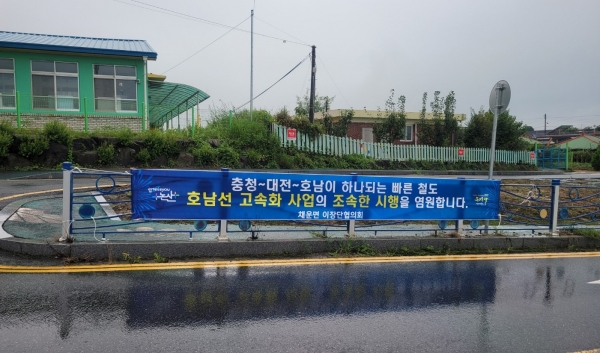 충청~대전~호남이 하나되는 빠른 철도
논산
호남선 고속화 사업의 조속한 시행을 염원합니다.
채운면 이장단협의회